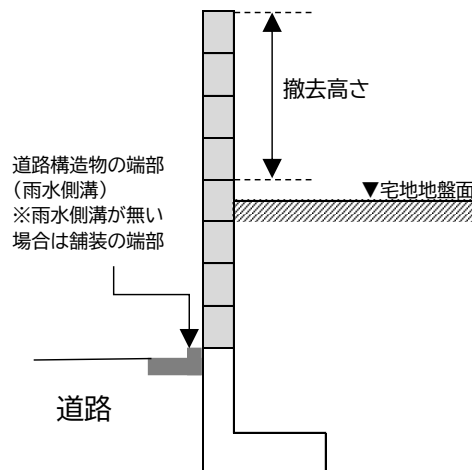 撤去高さ
道路構造物の端部
（雨水側溝）
※雨水側溝が無い
場合は舗装の端部
▼宅地地盤面
道路